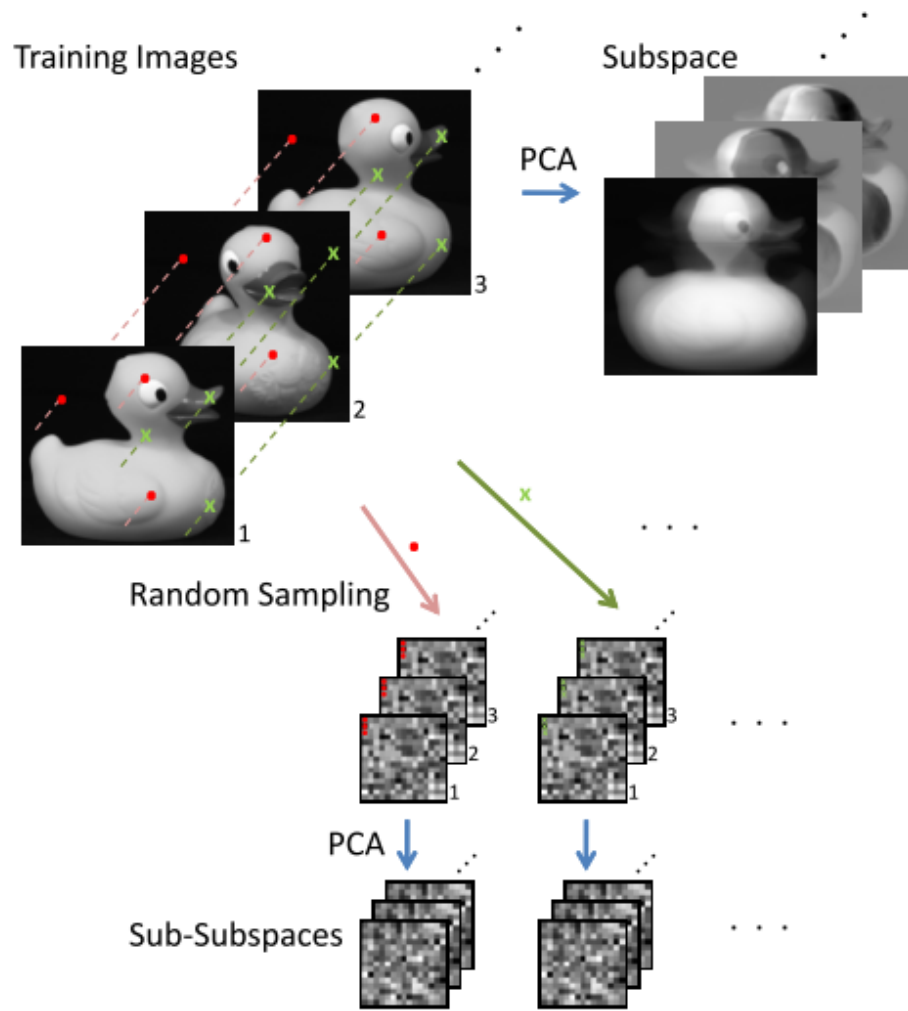 Training Images
Subspace
PCA
3
2
1
x
Random Sampling
3
3
2
2
1
1
PCA
Sub-Subspaces